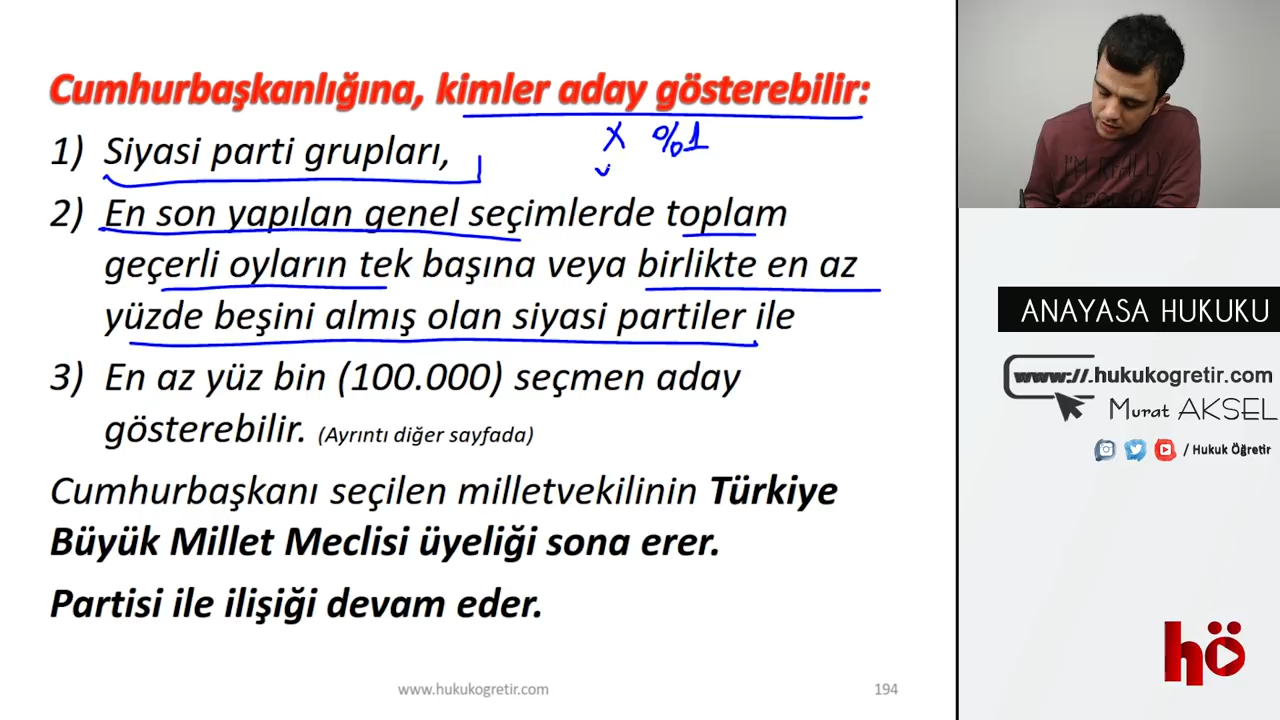 Cumhurbaşkanlığına, kimler aday gösterebilir:
x %1
1) Siyasi parti grupları,
2) En son yapılan genel seçimlerde toplam
geçerli oyların tek başına veya birlikte en az
yüzde beşini almış olan siyasi partiler ile
3) En az yüz bin (100.000) seçmen aday
gösterebilir. (Ayrıntı diğer sayfada)
Cumhurbaşkanı seçilen milletvekilinin Türkiye
Büyük Millet Meclisi üyeliği sona erer.
Partisi ile ilişiği devam eder.
www.hukukogretir.com
194
I'M REALLY
ANAYASA HUKUKU
www://.hukukogretir.com
Murat AKSEL
/ Hukuk Öğretir
hö